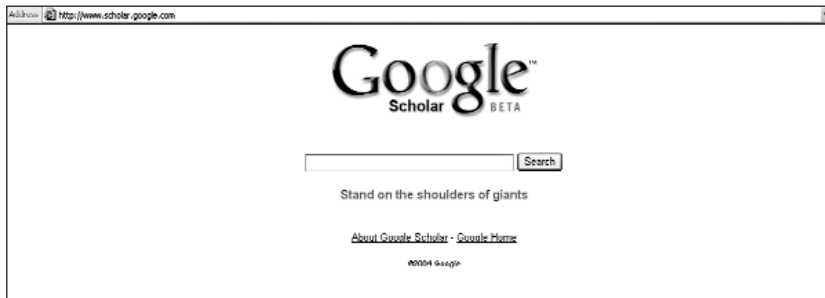 Address http://www.scholar.google.com
Google™
Scholar BETA
Search
Stand on the shoulders of giants
About Google Scholar - Google Home
©2004 Google